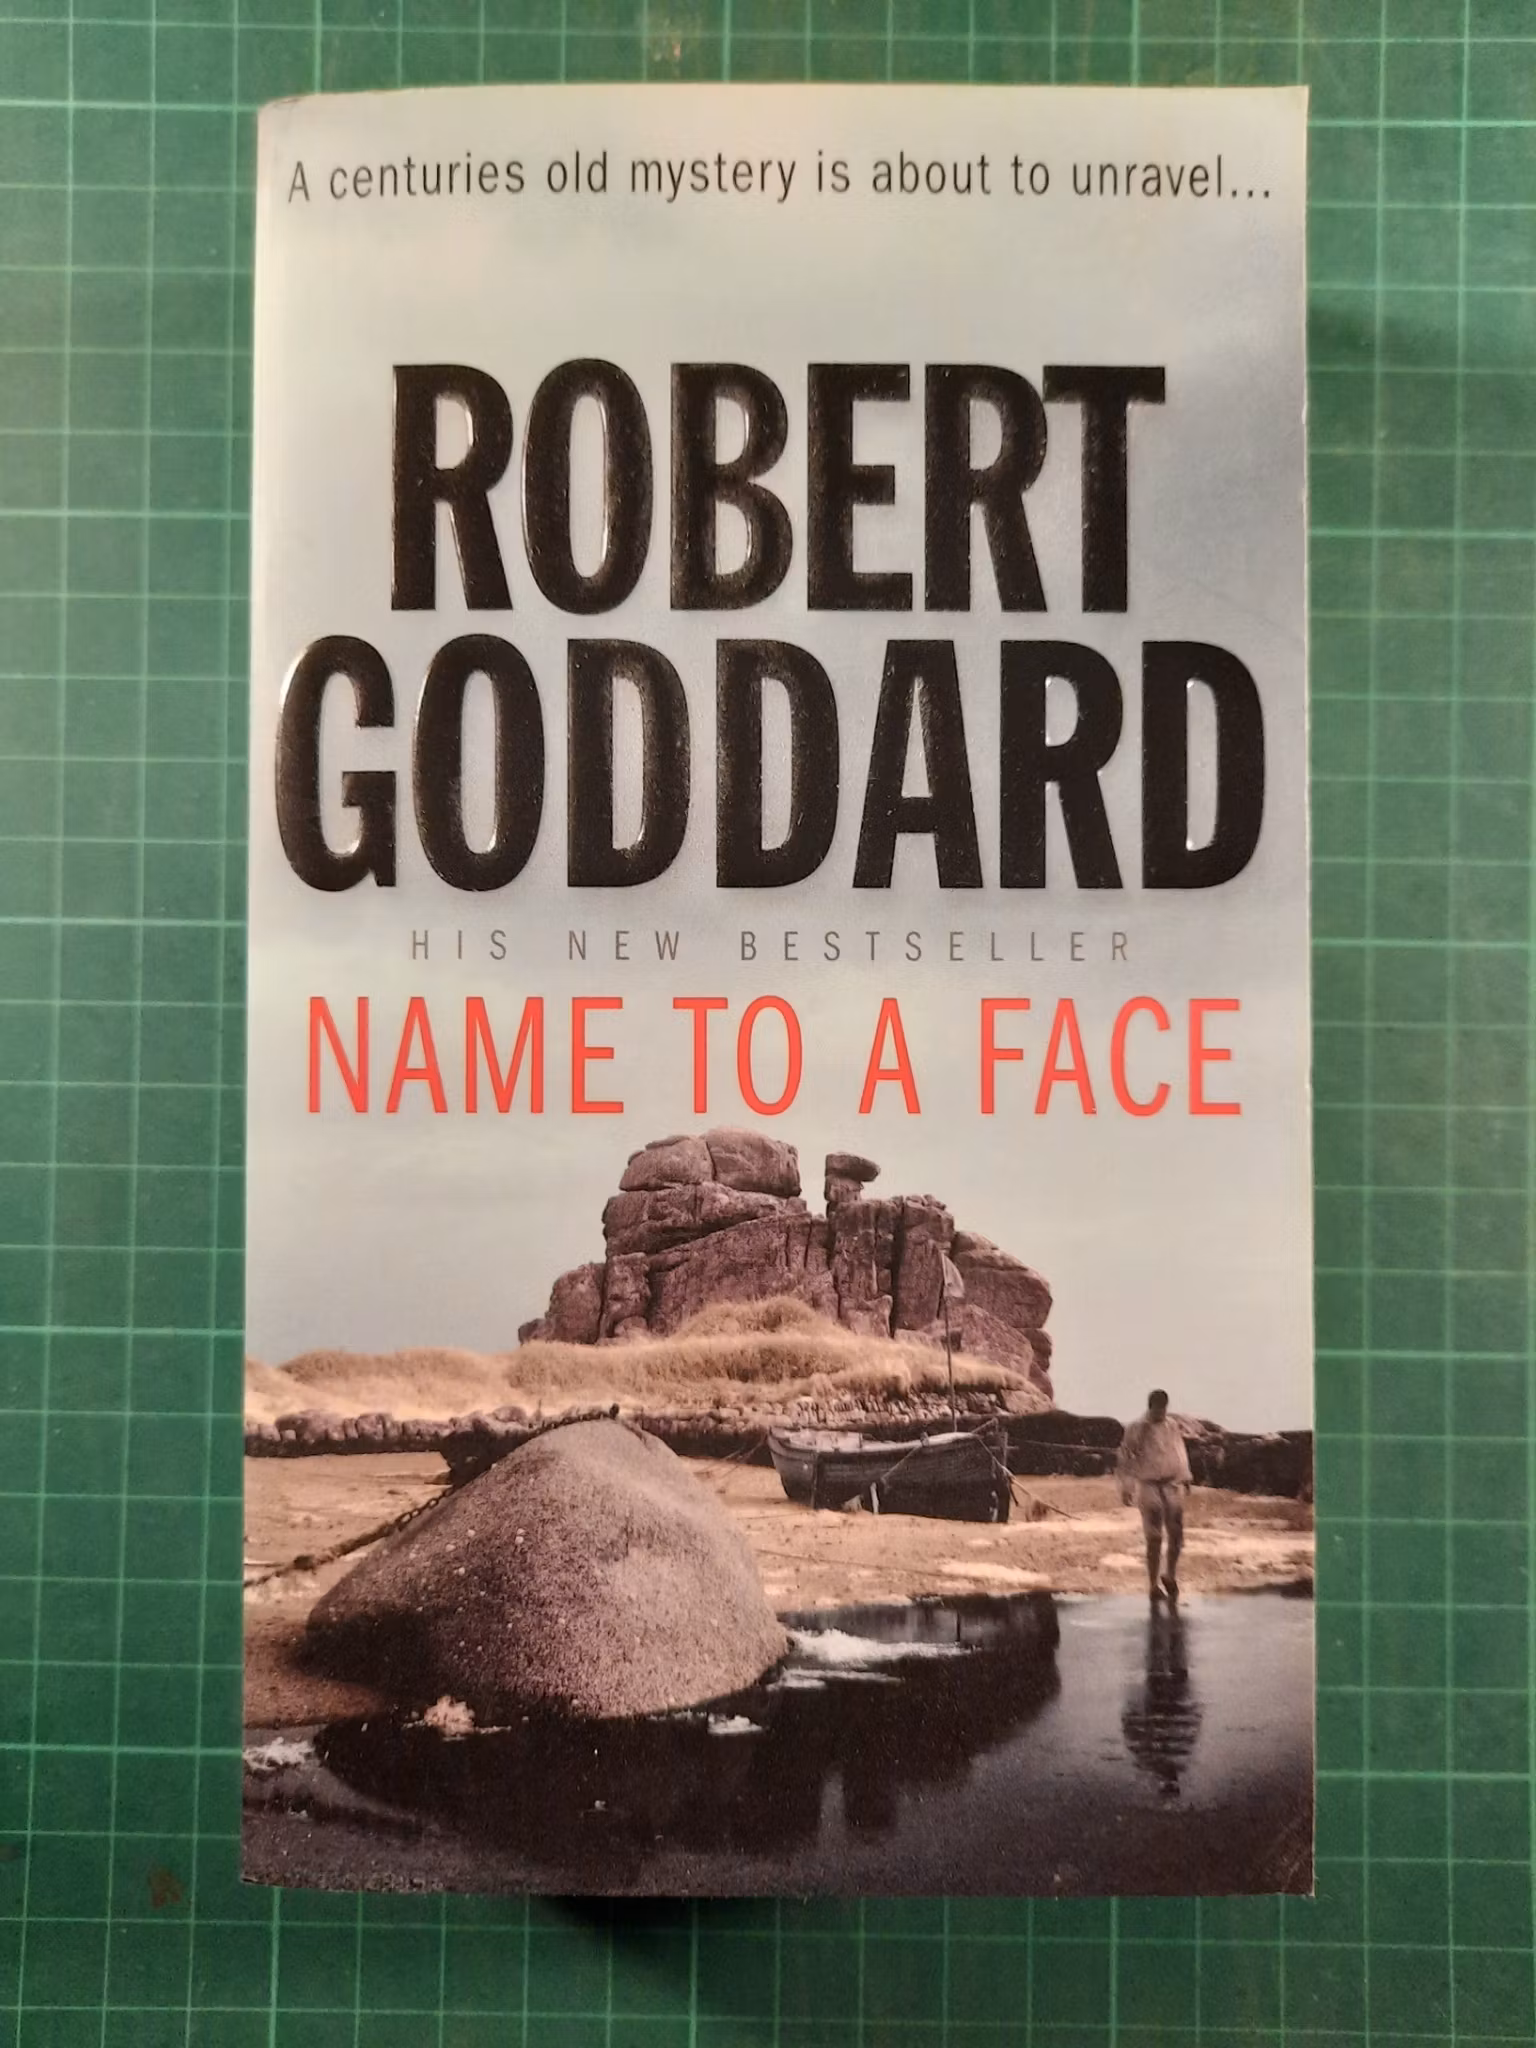 A centuries old mystery is about to unravel...
ROBERT
GODDARD
HIS NEW BESTSELLER
NAME TO A FACE